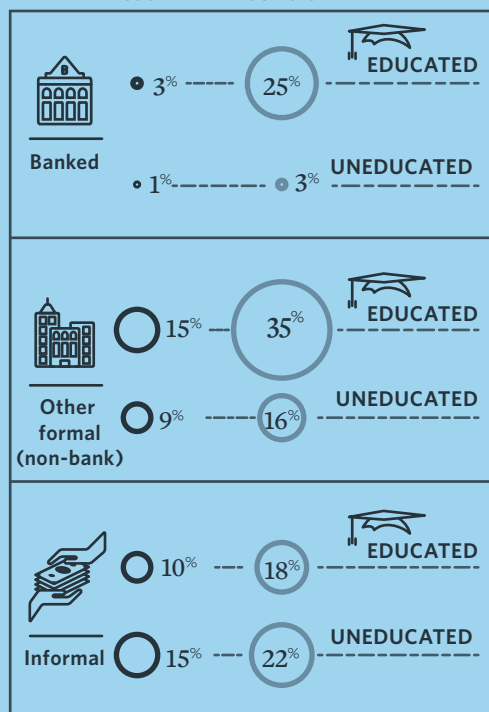 EDUCATED
3% 25%
Banked
UNEDUCATED
1% 3%
EDUCATED
15% 35%
UNEDUCATED
Other
formal
(non-bank)
9% 16%
EDUCATED
10% 18%
UNEDUCATED
Informal
15% 22%